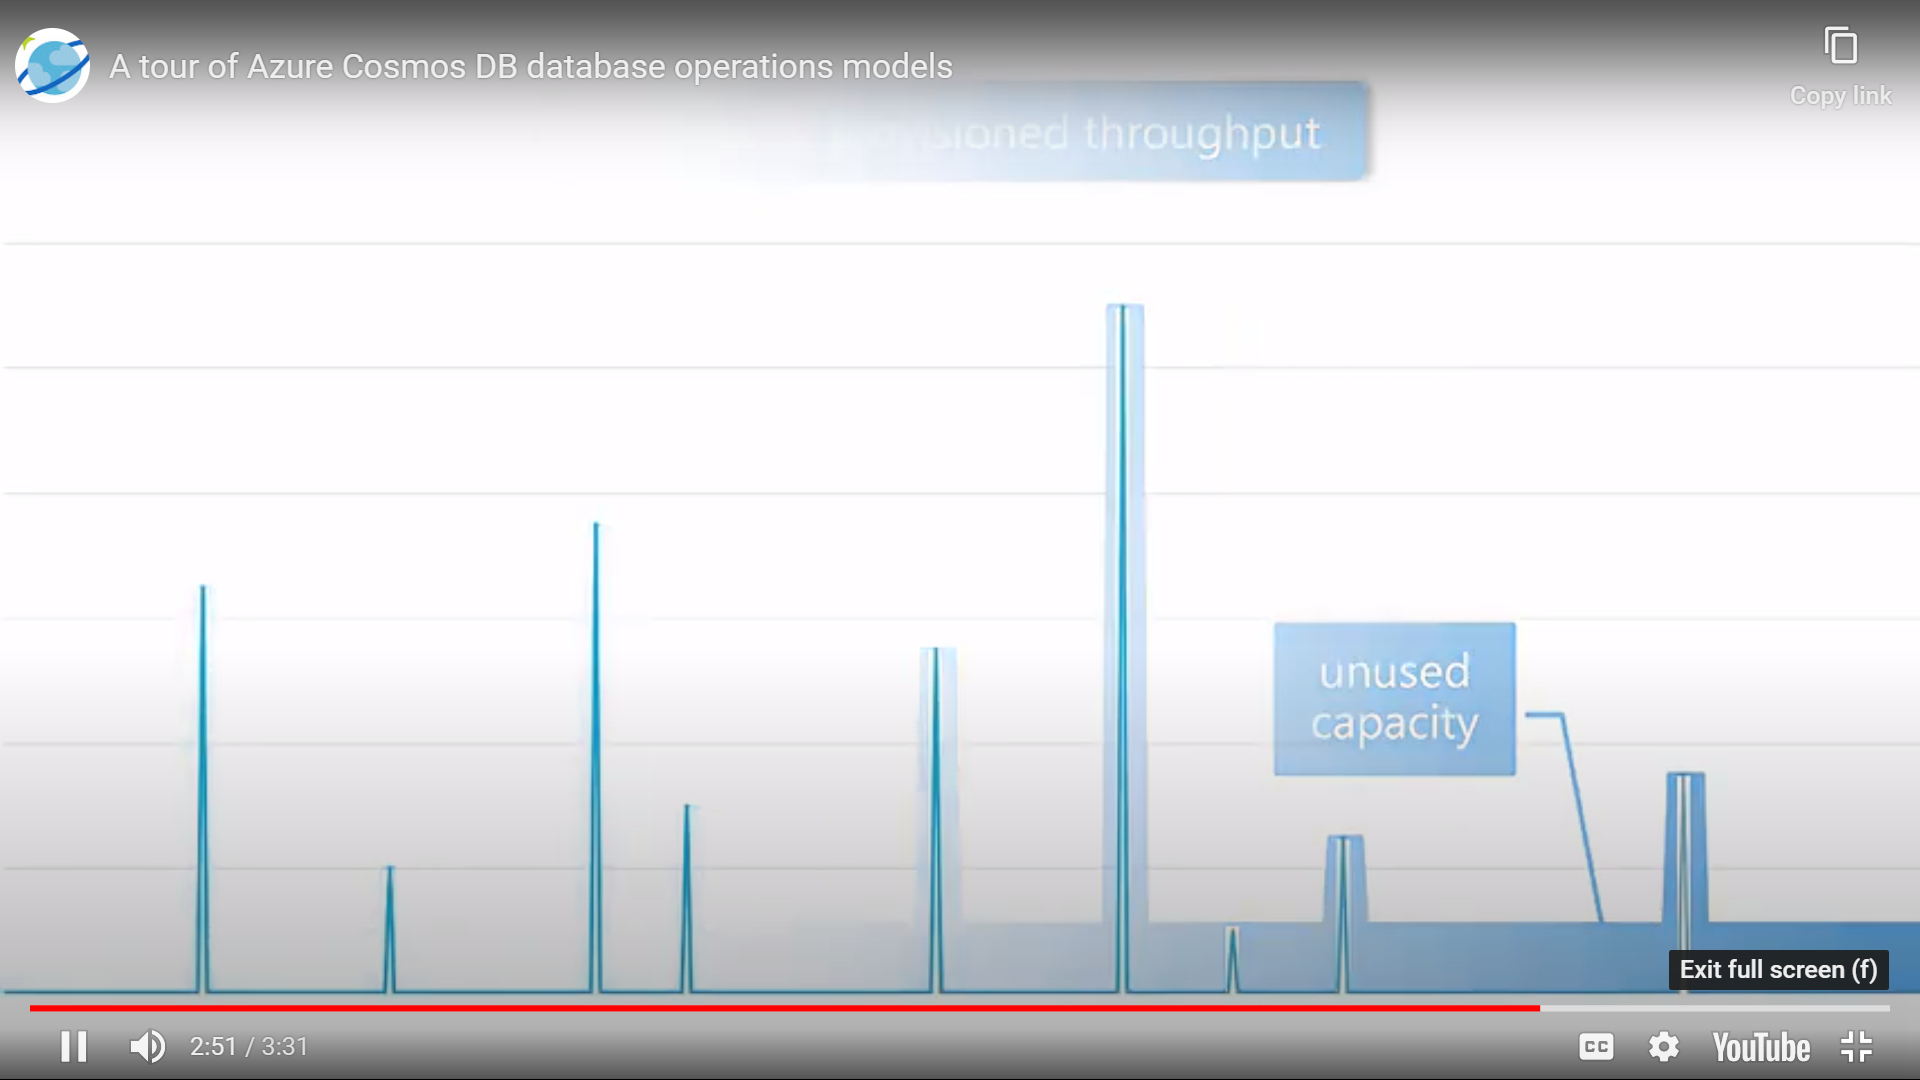 A tour of Azure Cosmos DB database operations models
Copy link
throughput
unused
capacity
Exit full screen (f)
2:51 / 3:31
CC
YouTube